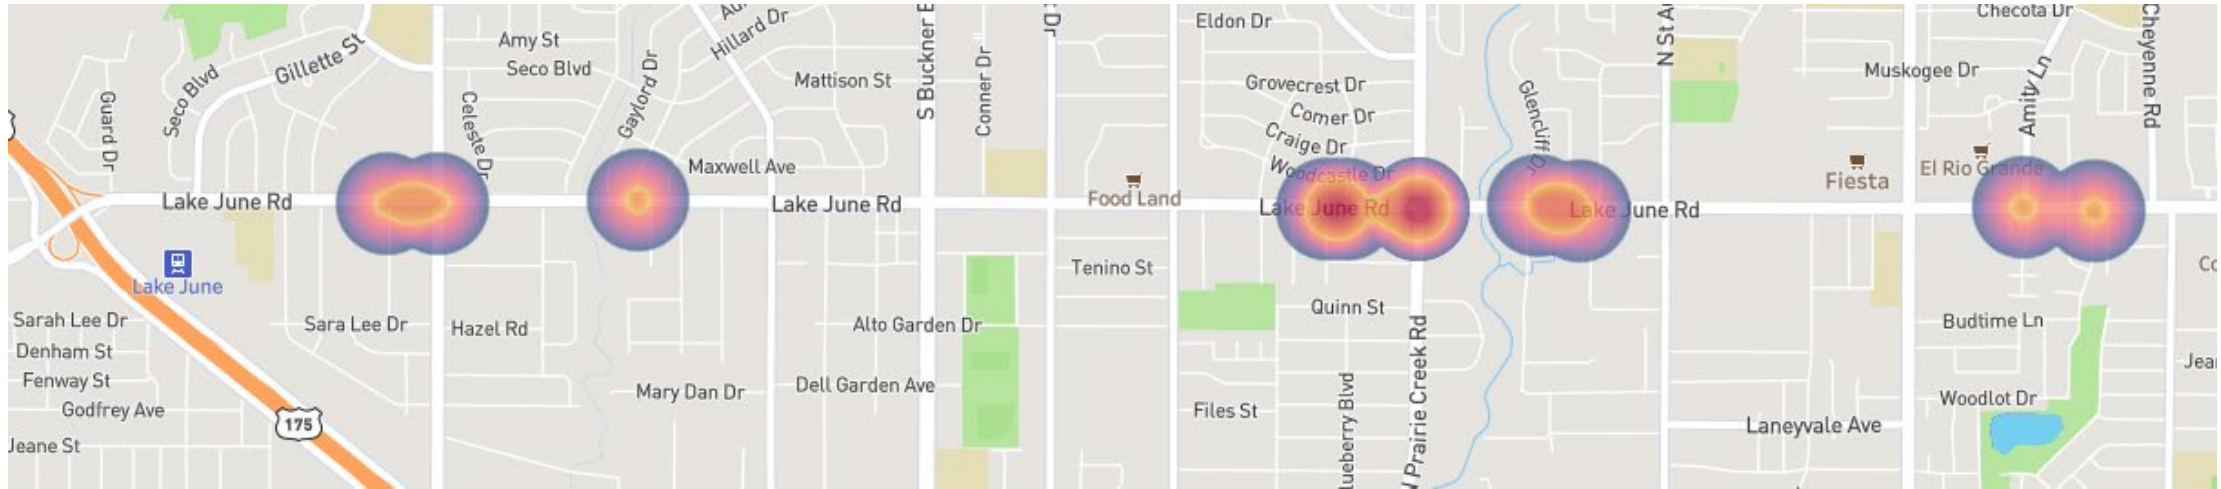 Checota Dr
Eldon Dr
Hillard Dr
Amy St
Gillette St
Seco Blvd
Seco Blvd
Muskogee Dr
Mattison St
Grovecrest Dr
Comer Dr
Craige Dr
Woodcastle Dr
Guard Dr
Celeste Dr
Gaylord Dr
S Buckner B
Conner Dr
Dr
Glencliff Dr
N St A
Amity Ln
Cheyenne Rd
Maxwell Ave
El Rio Grande
Fiesta
Food Land
Lake June Rd
Lake June Rd
Lake June Rd
Lake June Rd
Tenino St
Lake June
Quinn St
Sarah Lee Dr
Sara Lee Dr
Hazel Rd
Alto Garden Dr
Budtime Ln
Denham St
Fenway St
Mary Dan Dr
Dell Garden Ave
Jea
Woodlot Dr
Godfrey Ave
Files St
lueberry Blvd
N Prairie Creek Rd
175
Laneyvale Ave
Jeane St